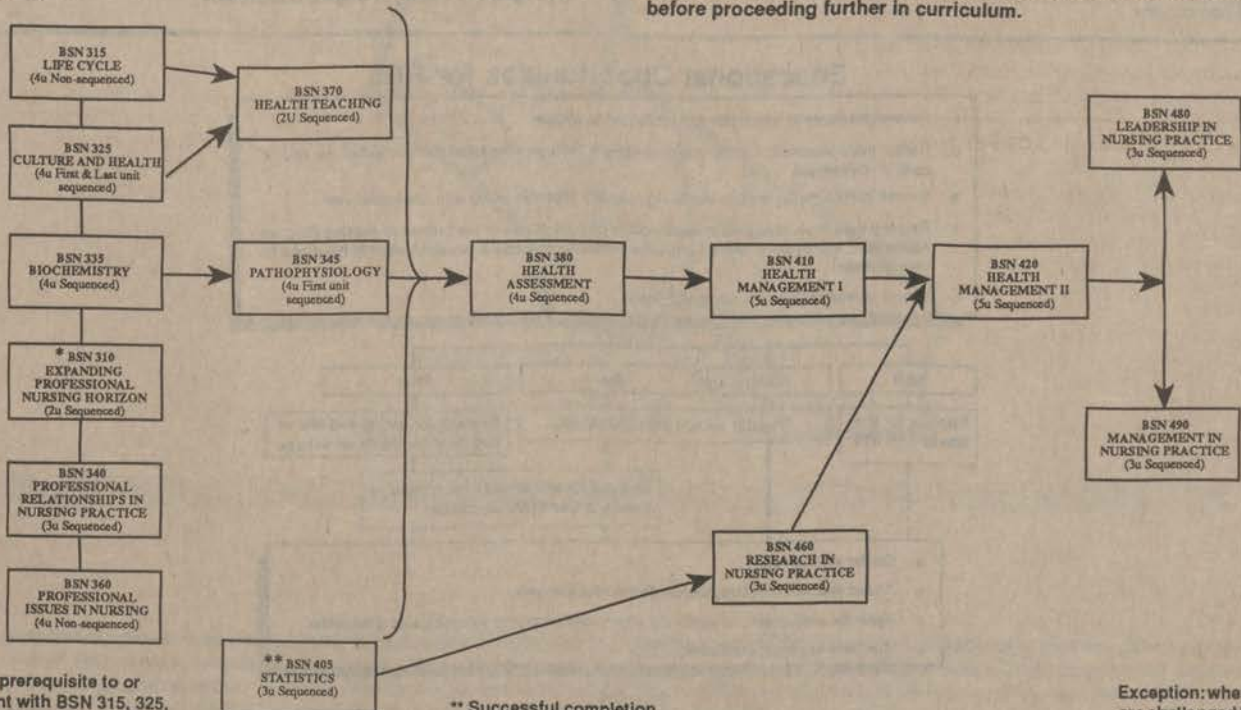 before proceeding further in curriculum.
BSN 315
LIFE CYCLE
(4u Non-sequenced)
BSN 325
CULTURE AND HEALTH
(4u First & Last unit
sequenced)
BSN 335
BIOCHEMISTRY
(4u Sequenced)
* BSN 310
EXPANDING
PROFESSIONAL
NURSING HORIZON
(2u Sequenced)
BSN 340
PROFESSIONAL
RELATIONSHIPS IN
NURSING PRACTICE
(3u Sequenced)
BSN 360
PROFESSIONAL
ISSUES IN NURSING
(4u Non-sequenced)
BSN 370
HEALTH TEACHING
(2U Sequenced)
BSN 345
PATHOPHYSIOLOGY
(4u First unit
sequenced)
** BSN 405
STATISTICS
(3u Sequenced)
BSN 380
HEALTH
ASSESSMENT
(4u Sequenced)
BSN 410
HEALTH
MANAGEMENT I
(5u Sequenced)
BSN 460
RESEARCH IN
NURSING PRACTICE
(3u Sequenced)
BSN 420
HEALTH
MANAGEMENT II
(5u Sequenced)
BSN 480
LEADERSHIP IN
NURSING PRACTICE
(3u Sequenced)
BSN 490
MANAGEMENT IN
NURSING PRACTICE
(3u Sequenced)
prerequisite to or
with BSN 315, 325,
** Successful completion
Exception: